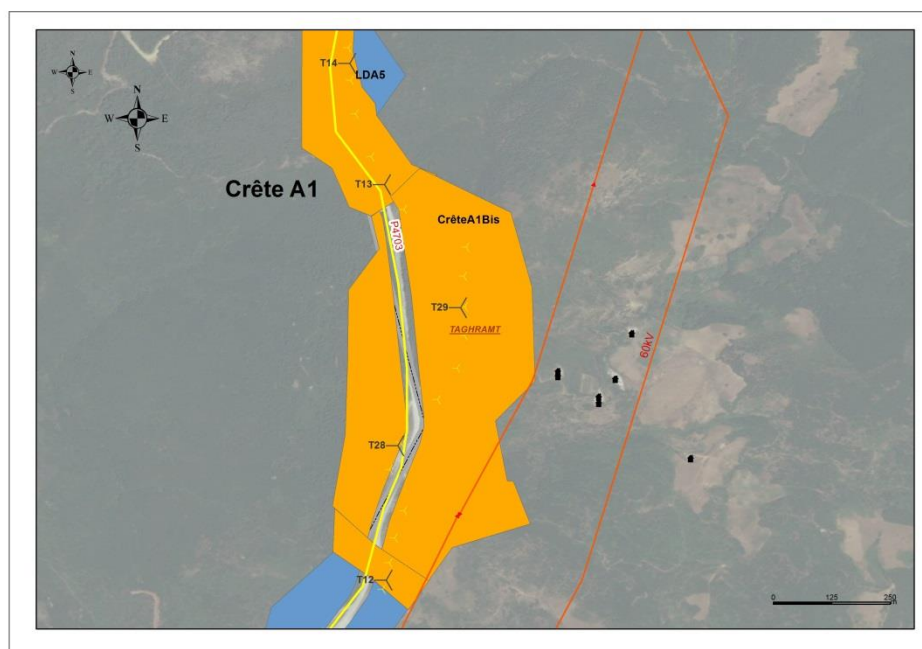 N
W E
S
N
W E
S
T14
LDA5
Crête A1
T13
P4703
CrêteA1Bis
T29
TAGHRAMT
60kV
T28
T12
0 125 250
m